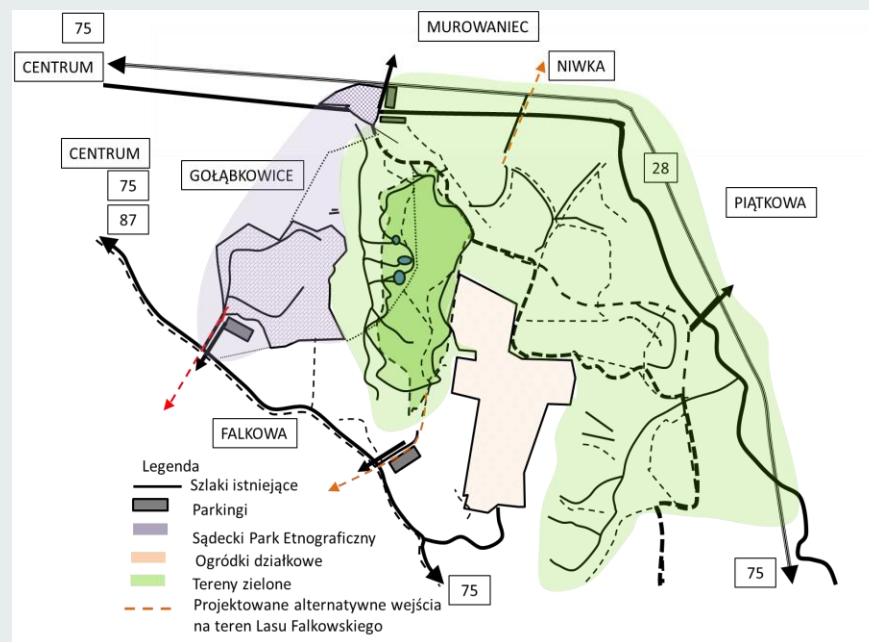 75
MUROWANIEC
CENTRUM
NIWKA
CENTRUM
75
87
GOŁĄBKOWICE
28
PIĄTKOWA
FALKOWA
75
75
Legenda
Szlaki istniejące
Parkingi
Sądecki Park Etnograficzny
Ogródki działkowe
Tereny zielone
Projektowane alternatywne wejścia
na teren Lasu Falkowskiego